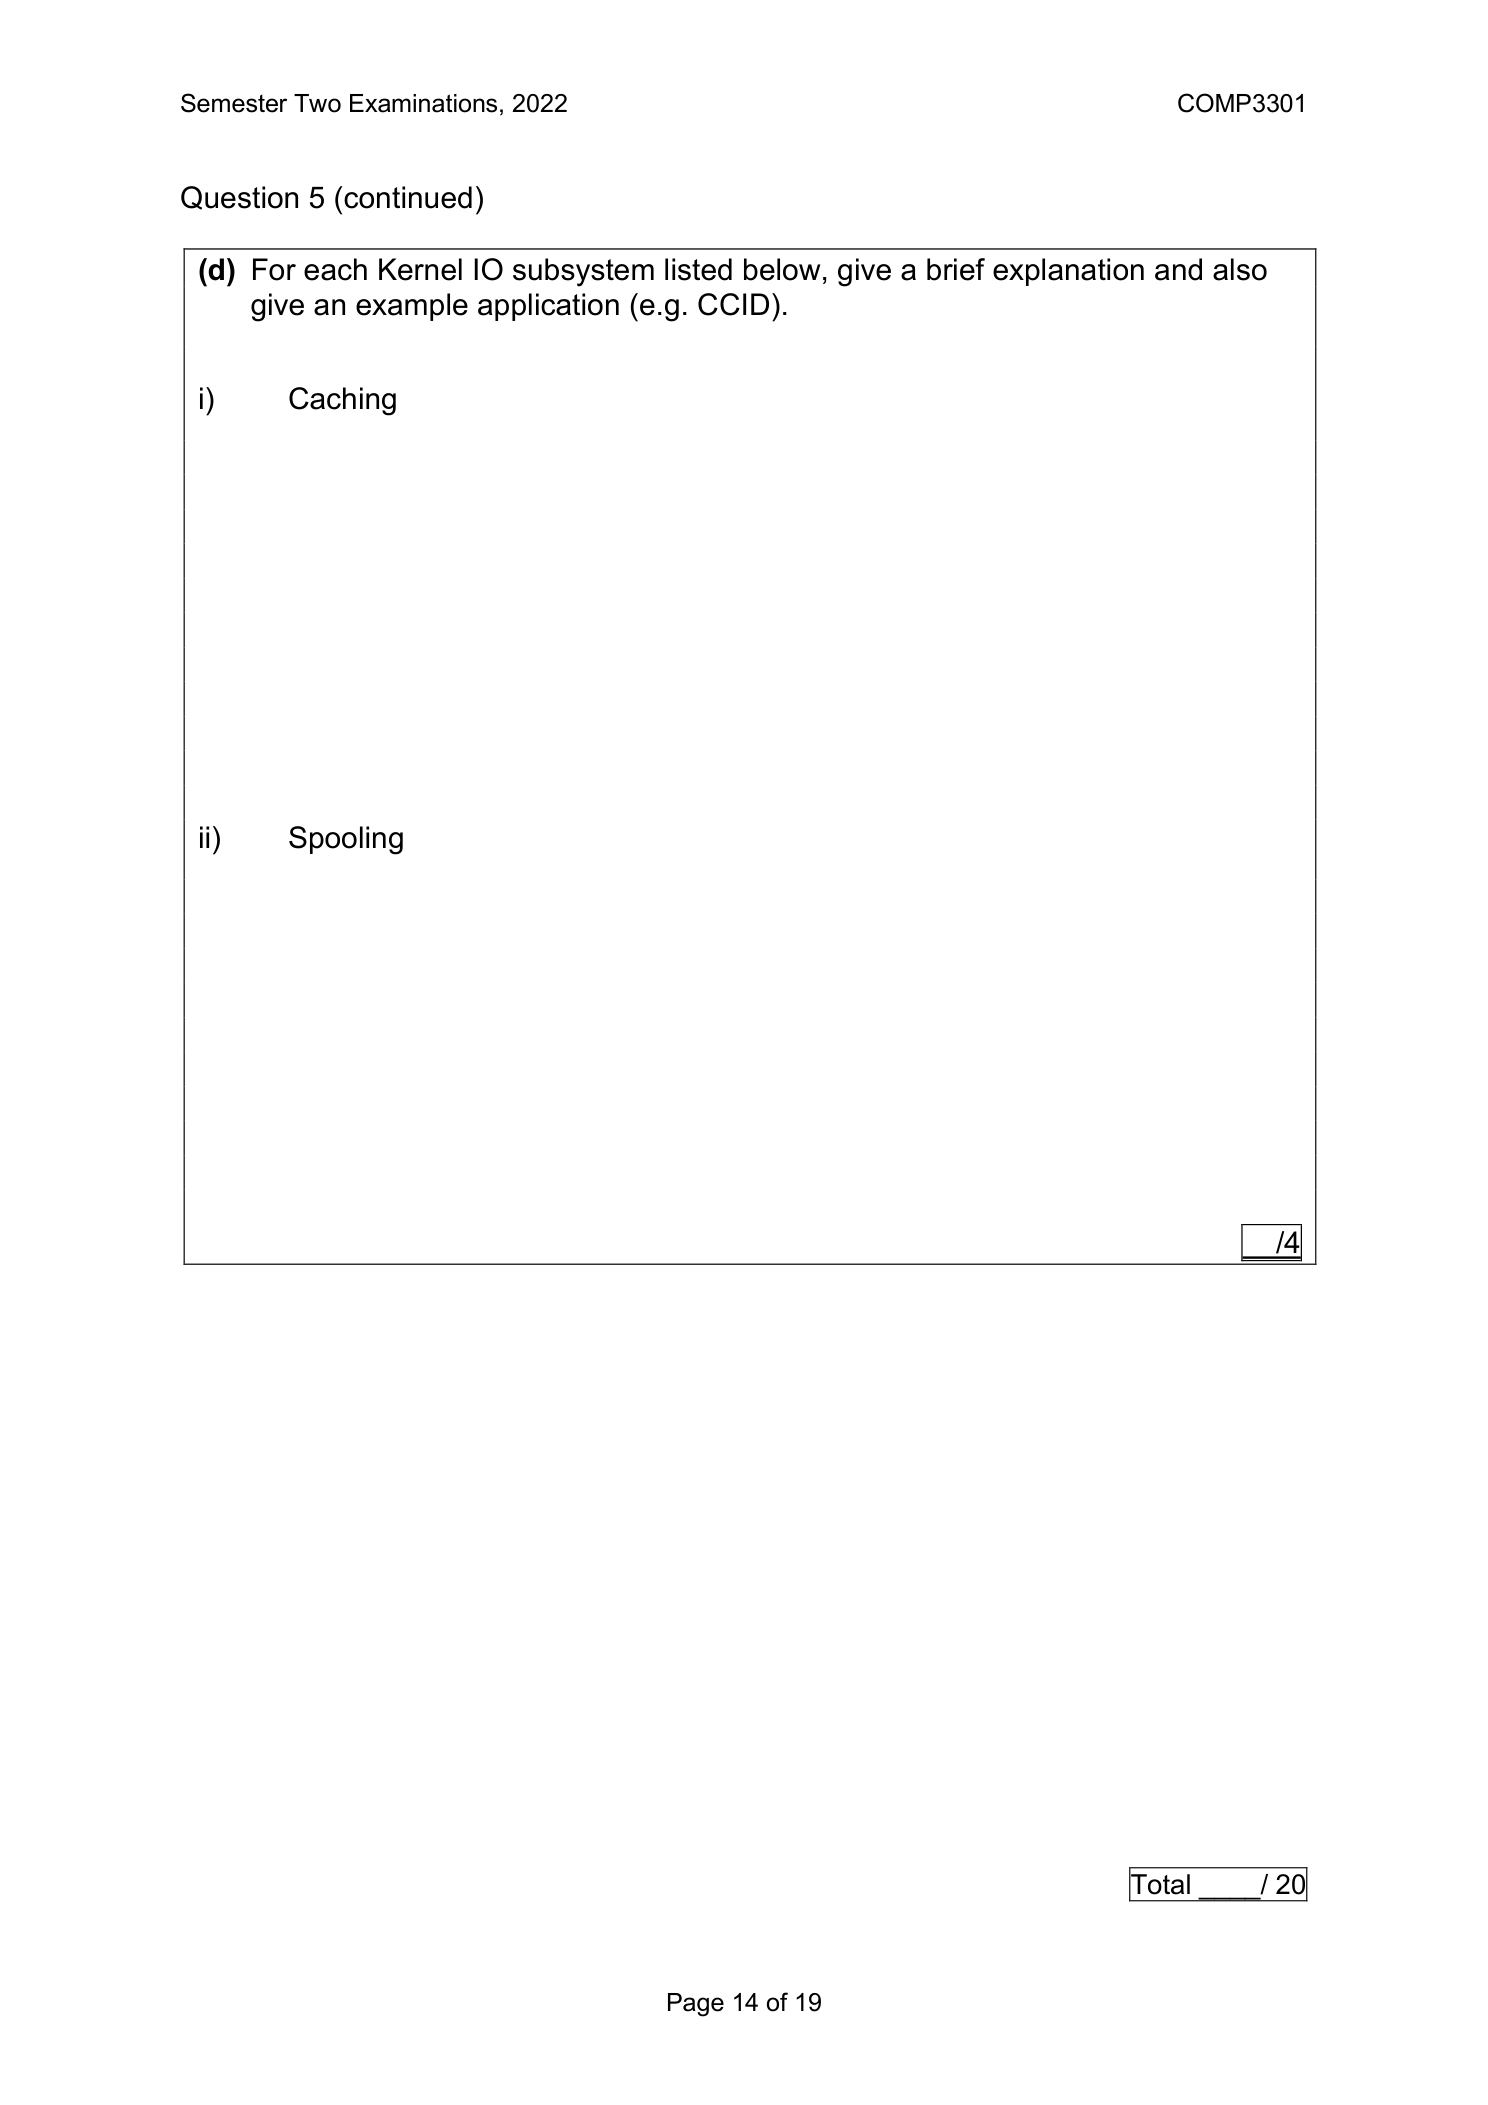 Semester Two Examinations, 2022 COMP3301
Question 5 (continued)
(d) For each Kernel IO subsystem listed below, give a brief explanation and also
give an example application (e.g. CCID).
i) Caching
ii) Spooling
___/4
Total ____/ 20
Page 14 of 19